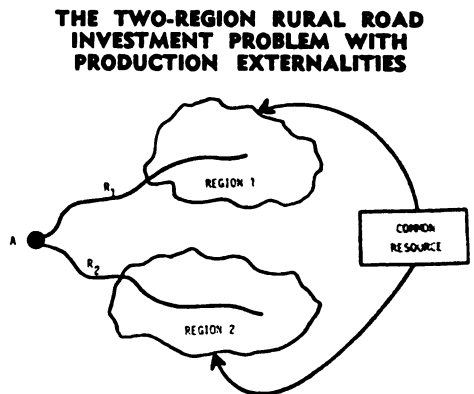 THE TWO-REGION RURAL ROAD
INVESTMENT PROBLEM WITH
PRODUCTION EXTERNALITIES
R1
REGION 1
A
COMMON
RESOURCE
R2
REGION 2